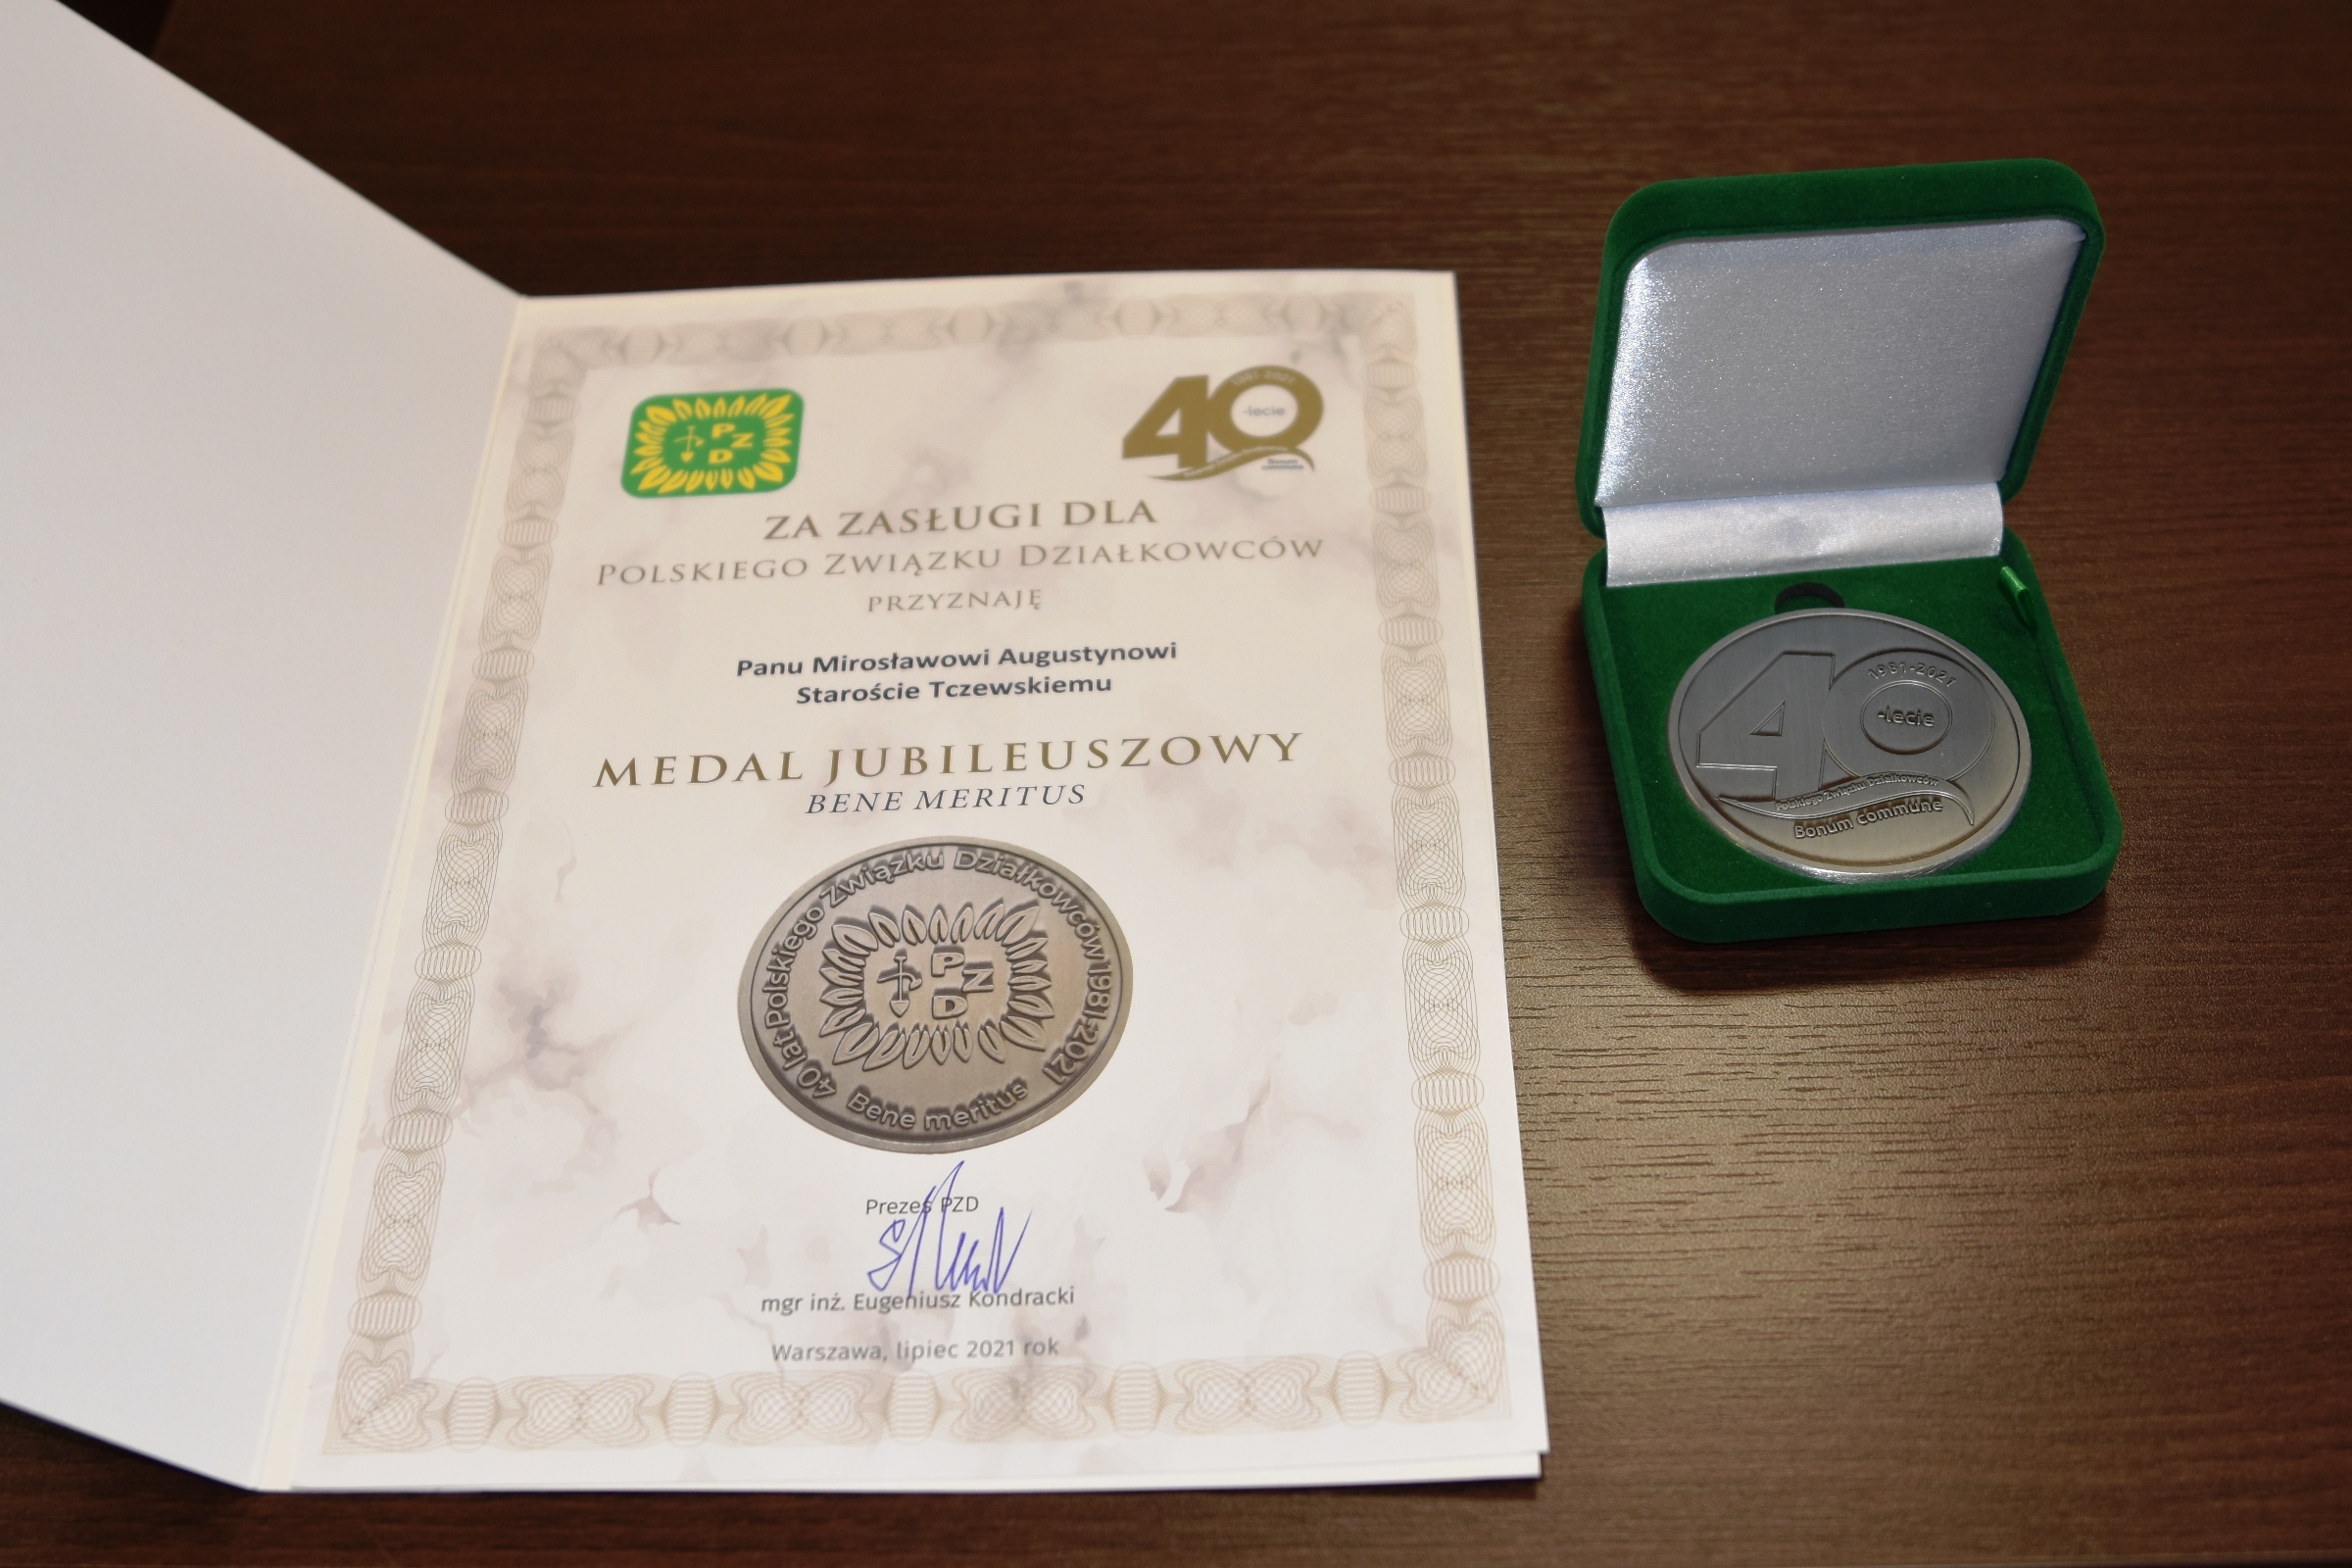 PZD
40
1981-2021
-lecie
Bonum
commune
ZA ZASŁUGI DLA
POLSKIEGO ZWIĄZKU DZIAŁKOWCÓW
PRZYZNAJĘ
Panu Mirosławowi Augustynowi
Staroście Tczewskiemu
MEDAL JUBILEUSZOWY
BENE MERITUS
40 lat Polskiego Związku Działkowców 1981-2021
PZD
Bene meritus
Prezes PZD
mgr inż. Eugeniusz Kondracki
Warszawa, lipiec 2021 rok
40
1981-2021
-lecie
Polskiego Związku Działkowców
Bonum commune